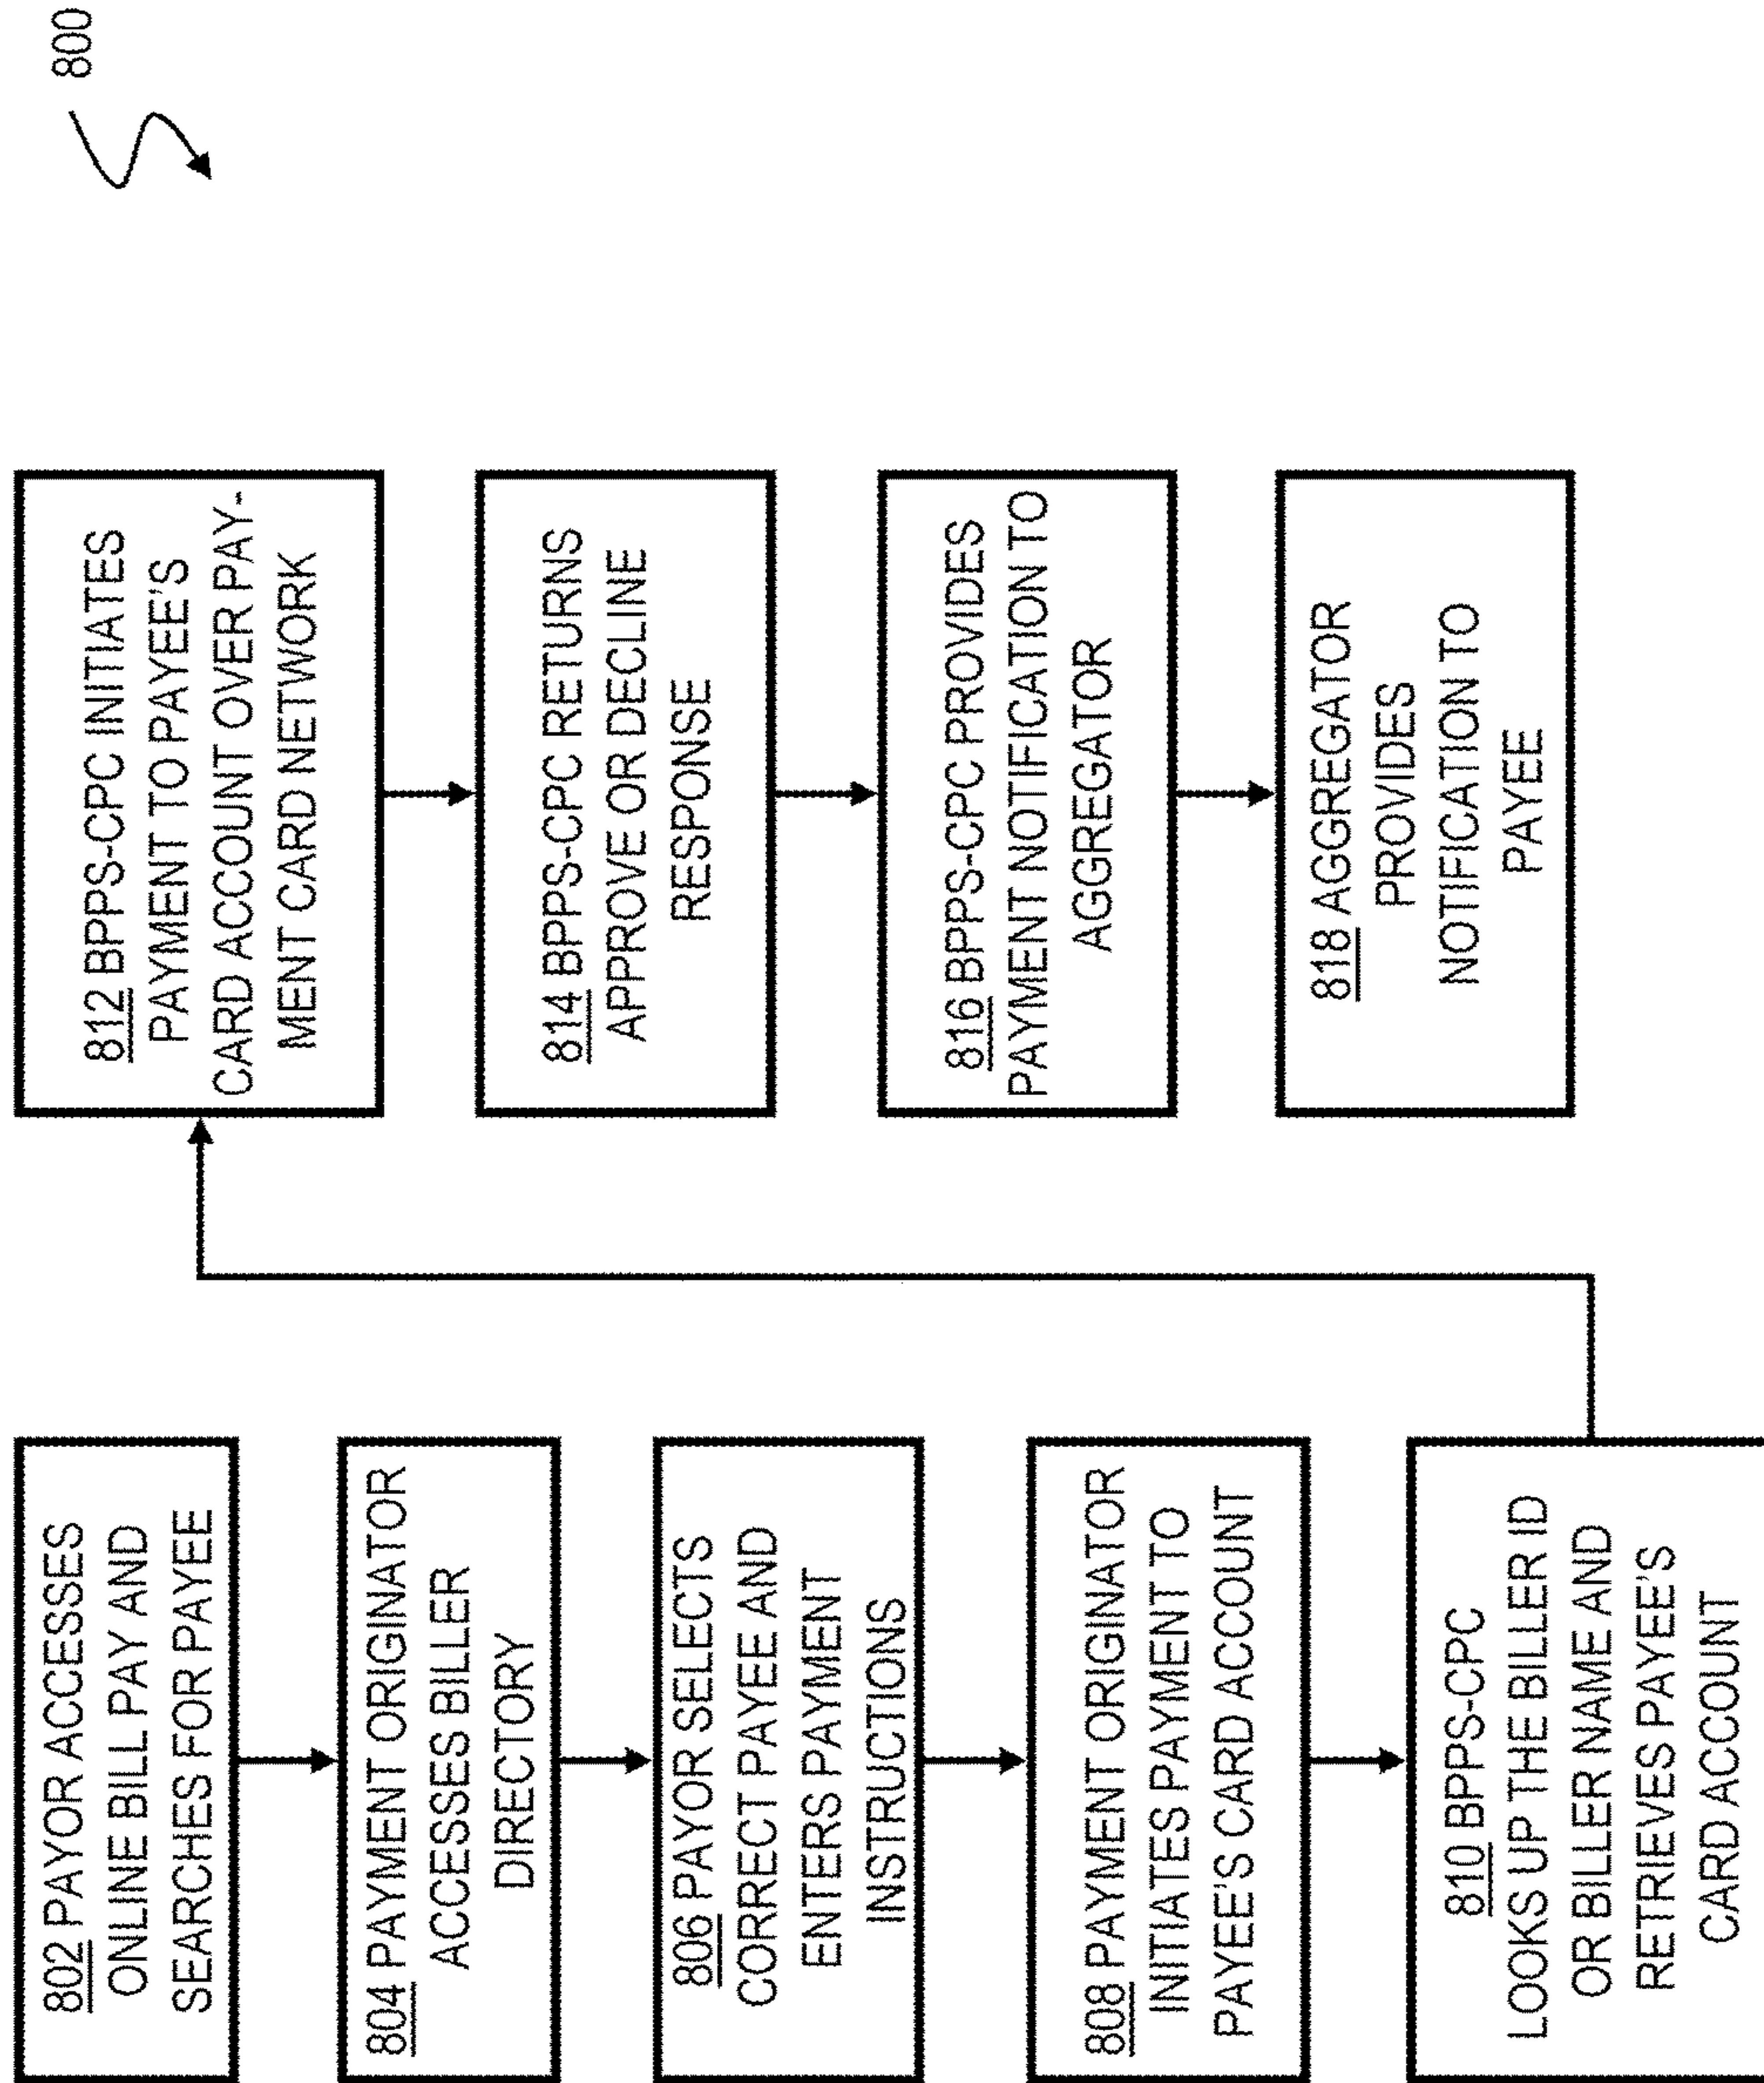 800
802 PAYOR ACCESSES
ONLINE BILL PAY AND
SEARCHES FOR PAYEE
804 PAYMENT ORIGINATOR
ACCESSES BILLER
DIRECTORY
806 PAYOR SELECTS
CORRECT PAYEE AND
ENTERS PAYMENT
INSTRUCTIONS
808 PAYMENT ORIGINATOR
INITIATES PAYMENT TO
PAYEE'S CARD ACCOUNT
810 BPPS-CPC
LOOKS UP THE BILLER ID
OR BILLER NAME AND
RETRIEVES PAYEE'S
CARD ACCOUNT
812 BPPS-CPC INITIATES
PAYMENT TO PAYEE'S
CARD ACCOUNT OVER PAY-
MENT CARD NETWORK
814 BPPS-CPC RETURNS
APPROVE OR DECLINE
RESPONSE
816 BPPS-CPC PROVIDES
PAYMENT NOTIFICATION TO
AGGREGATOR
818 AGGREGATOR
PROVIDES
NOTIFICATION TO
PAYEE